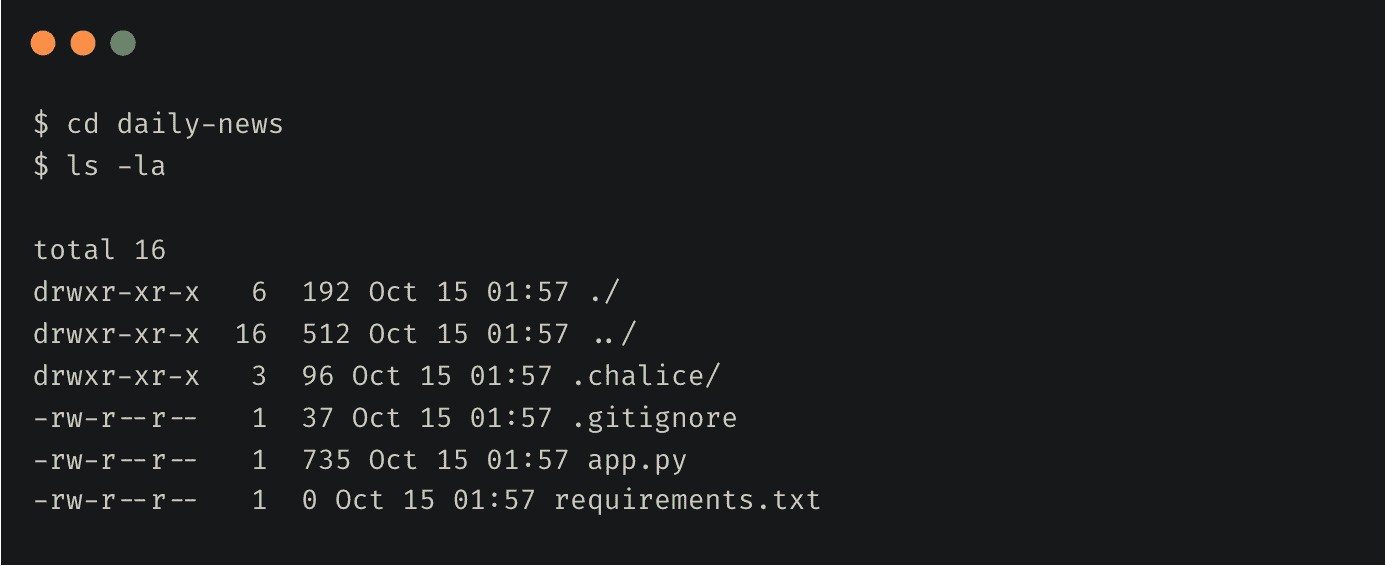 $ cd daily-news
$ ls -la
total 16
drwxr-xr-x   6  192 Oct 15 01:57 ./
drwxr-xr-x  16  512 Oct 15 01:57 ../
drwxr-xr-x   3  96 Oct 15 01:57 .chalice/
-rw-r--r--   1  37 Oct 15 01:57 .gitignore
-rw-r--r--   1  735 Oct 15 01:57 app.py
-rw-r--r--   1  0 Oct 15 01:57 requirements.txt